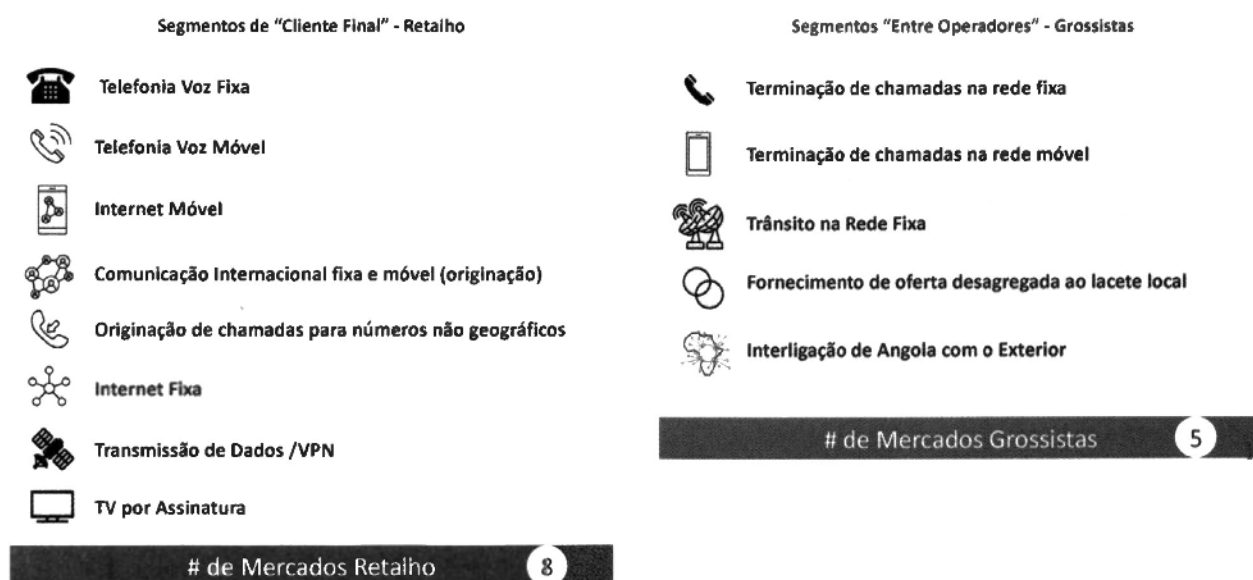 Segmentos de “Cliente Final” - Retalho
Telefonia Voz Fixa
Telefonia Voz Móvel
Internet Móvel
Comunicação Internacional fixa e móvel (originação)
Originação de chamadas para números não geográficos
Internet Fixa
Transmissão de Dados /VPN
TV por Assinatura
# de Mercados Retalho 8
Segmentos “Entre Operadores” - Grossistas
Terminação de chamadas na rede fixa
Terminação de chamadas na rede móvel
Trânsito na Rede Fixa
Fornecimento de oferta desagregada ao lacete local
Interligação de Angola com o Exterior
# de Mercados Grossistas 5